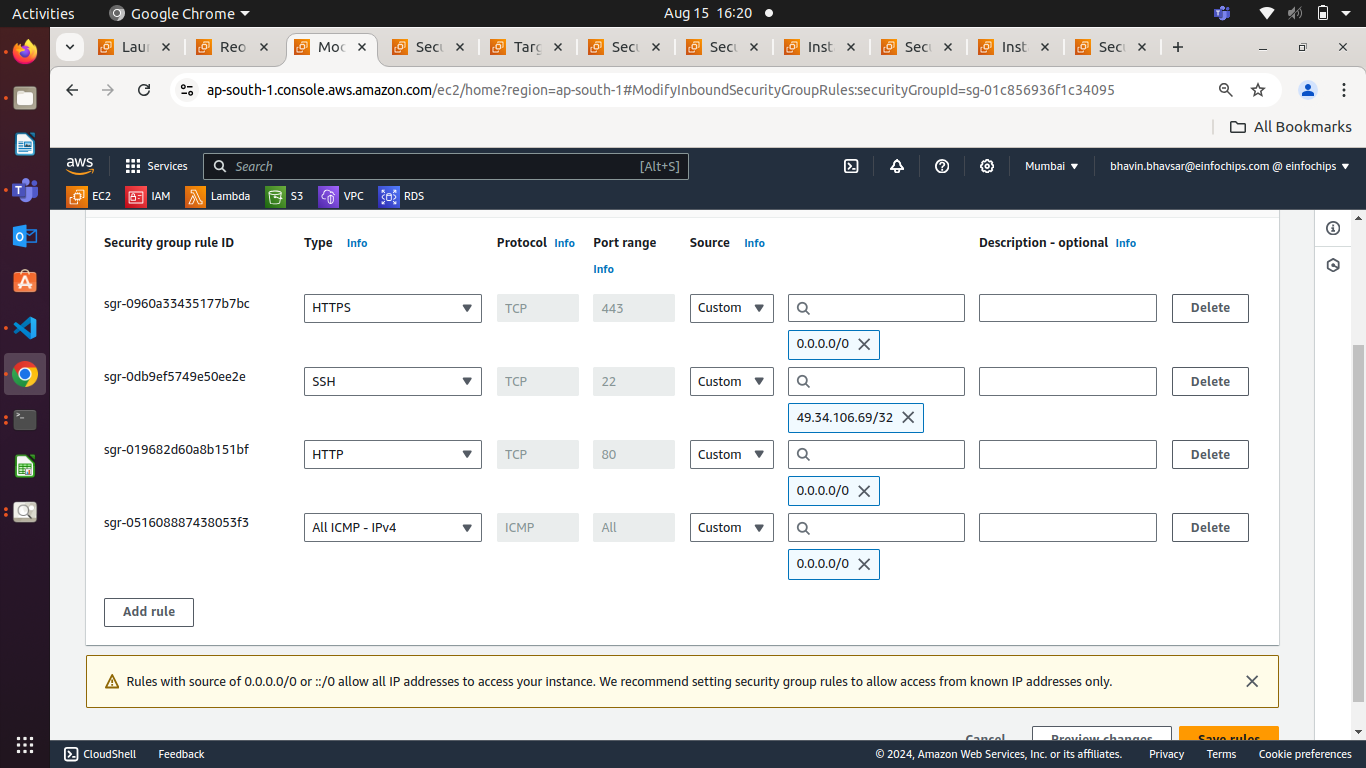 Activities Google Chrome Aug 15 16:20
Lau Reo Mod Secu Targ Secu Secu Inst Secu Inst Secu
ap-south-1.console.aws.amazon.com/ec2/home?region=ap-south-1#ModifyInboundSecurityGroupRules:securityGroupId=sg-01c856936f1c34095
All Bookmarks
aws Services Search [Alt+S] Mumbai bhavin.bhavsar@einfochips.com @ einfochips
EC2 IAM Lambda S3 VPC RDS
Security group rule ID Type Info Protocol Info Port range Source Info Description - optional Info
Info
sgr-0960a33435177b7bc HTTPS TCP 443 Custom Delete
0.0.0.0/0
sgr-0db9ef5749e50ee2e SSH TCP 22 Custom Delete
49.34.106.69/32
sgr-019682d60a8b151bf HTTP TCP 80 Custom Delete
0.0.0.0/0
sgr-051608887438053f3 All ICMP - IPv4 ICMP All Custom Delete
0.0.0.0/0
Add rule
Rules with source of 0.0.0.0/0 or ::/0 allow all IP addresses to access your instance. We recommend setting security group rules to allow access from known IP addresses only.
Cancel Preview changes Save rules
CloudShell Feedback © 2024, Amazon Web Services, Inc. or its affiliates. Privacy Terms Cookie preferences